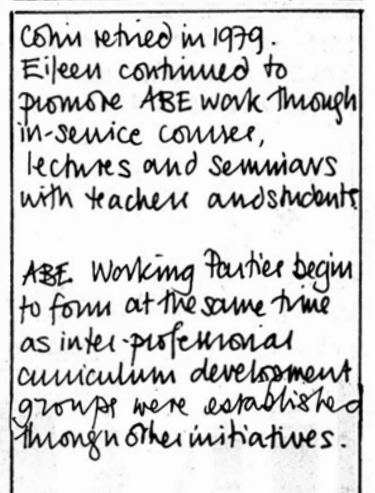 Colin retired in 1979.
Eileen continued to
promote ABE work through
in-service courses,
lectures and seminars
with teachers and students.
ABE Working Parties begin
to form at the same time
as inter-professional
curriculum development
groups were established
through other initiatives.